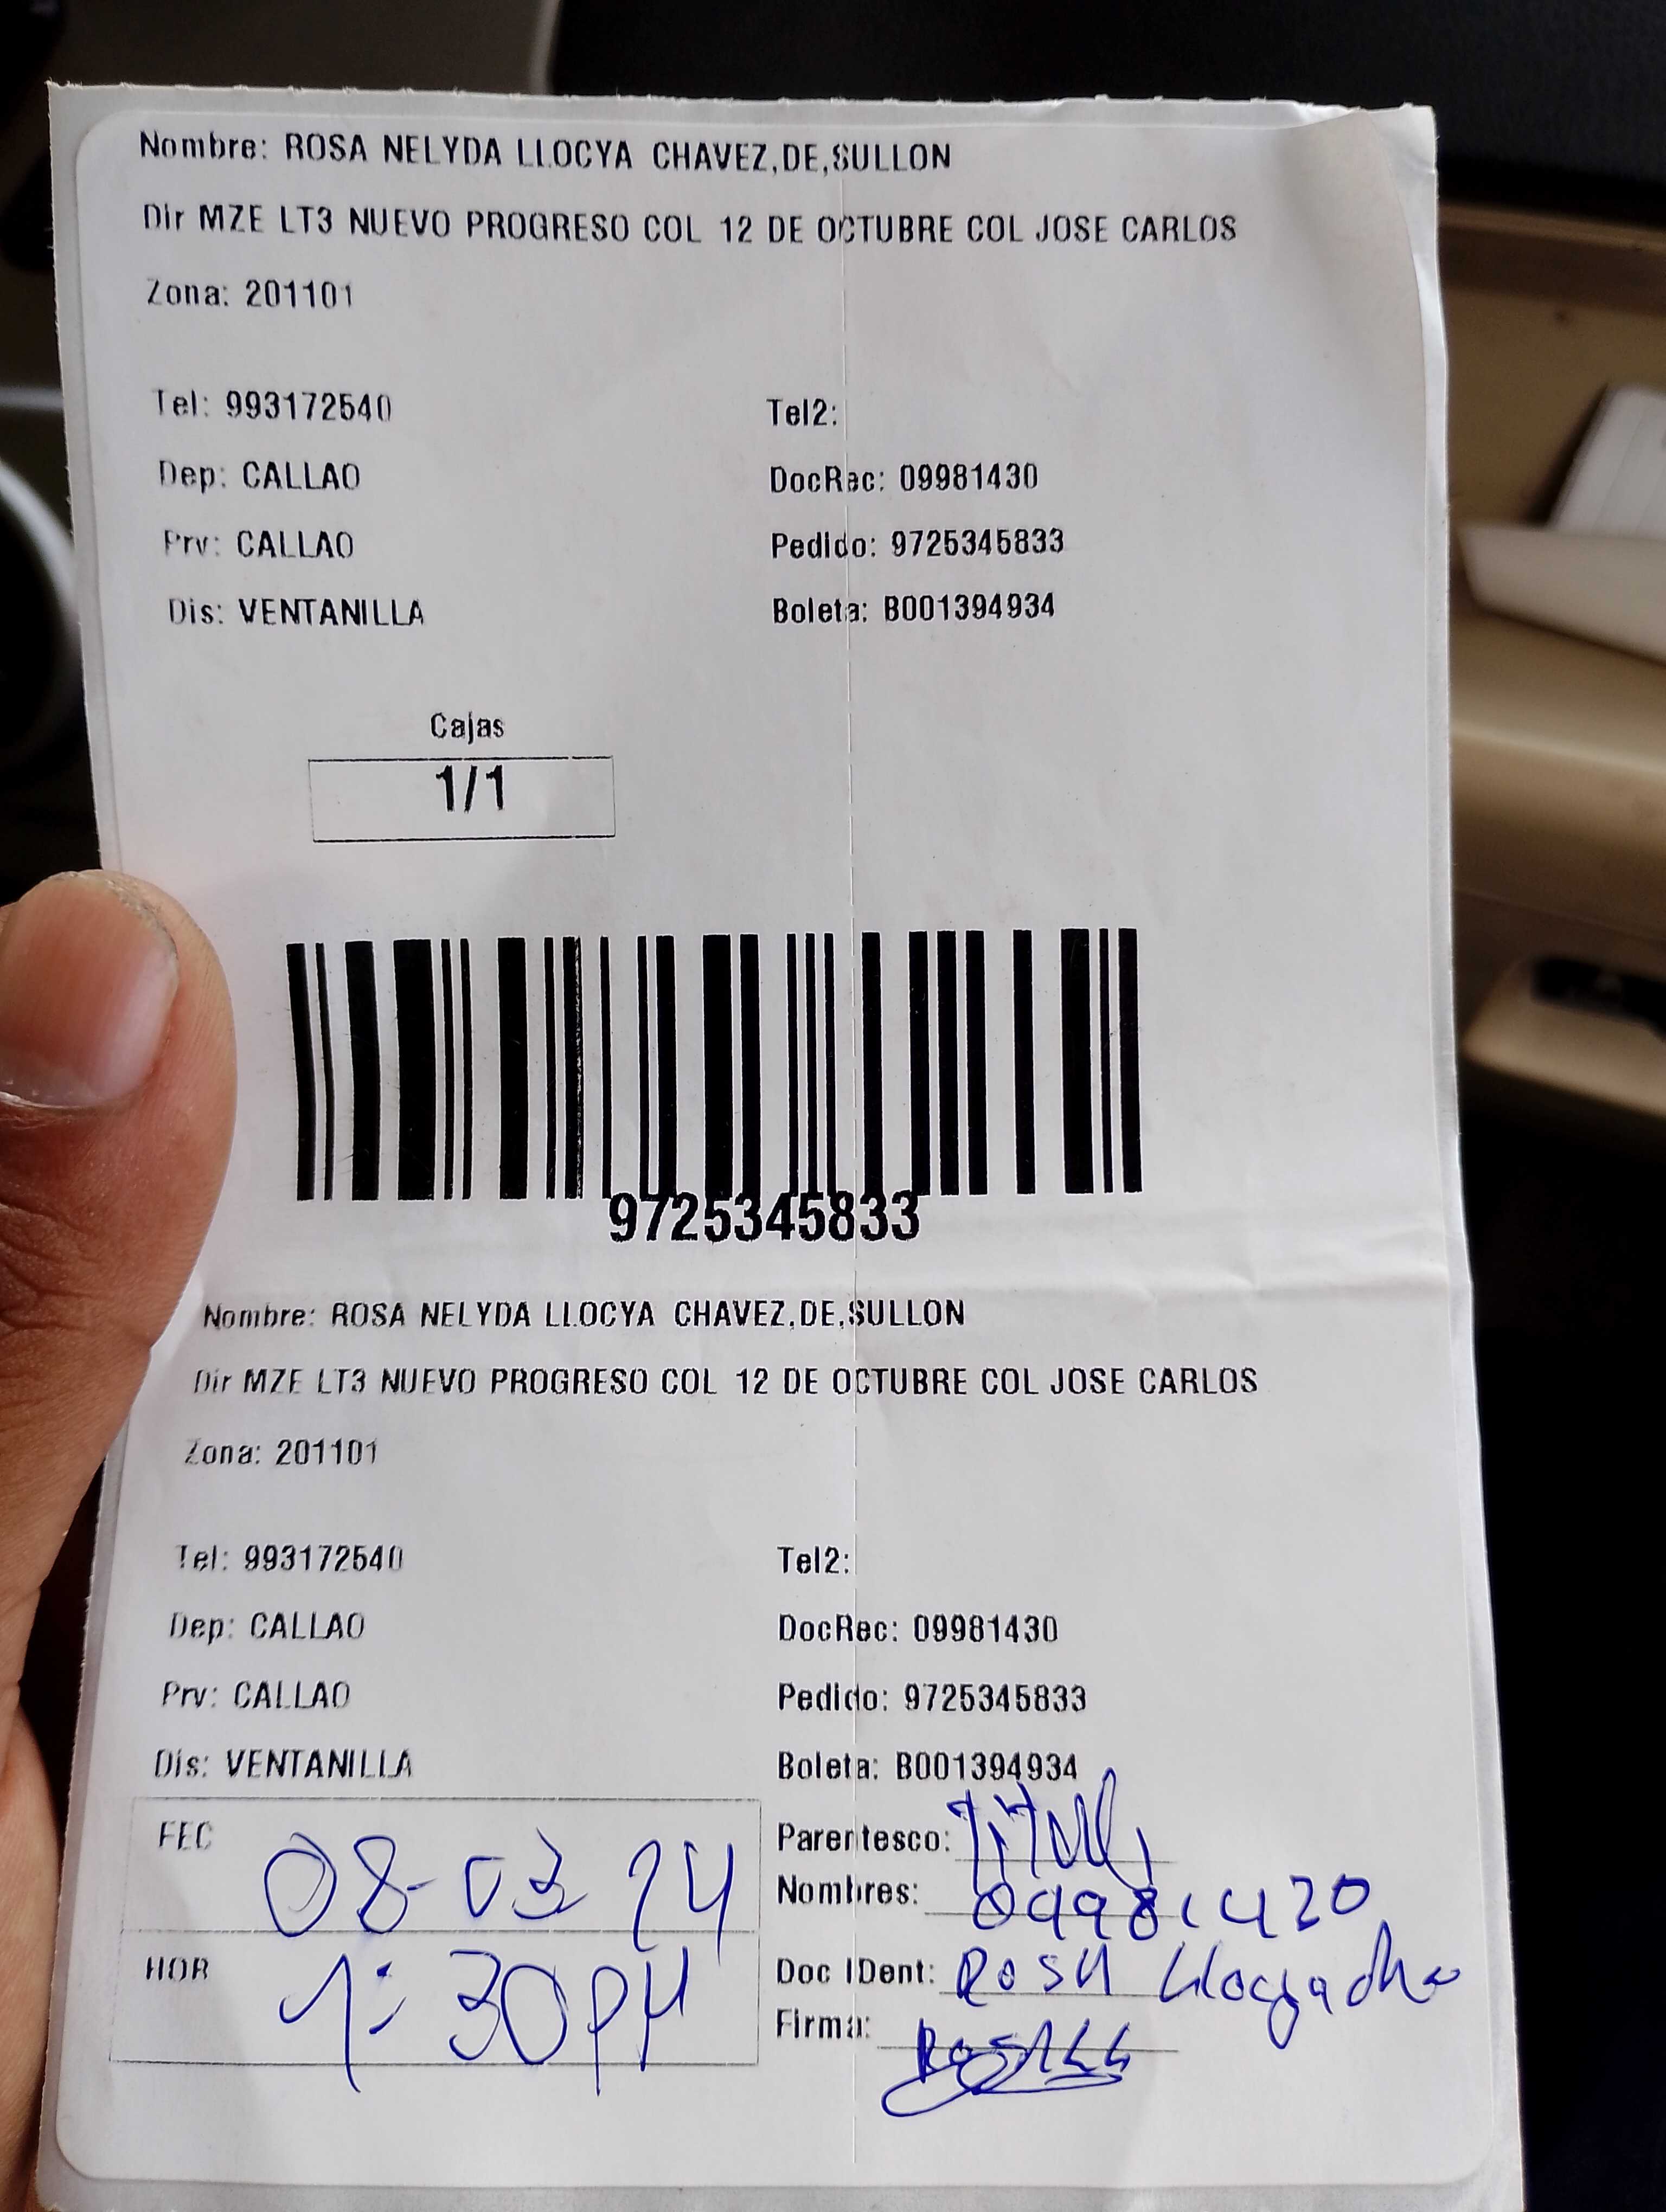 Nombre: ROSA NELYDA LLOCYA CHAVEZ,DE,SULLON
Dir MZE LT3 NUEVO PROGRESO COL 12 DE OCTUBRE COL JOSE CARLOS
Zona: 201101
Tel: 993172540 Tel2:
Dep: CALLAO DocRec: 09981430
Prv: CALLAO Pedido: 9725345833
Dis: VENTANILLA Boleta: B001394934
Cajas
1/1
9725345833
Nombre: ROSA NELYDA LLOCYA CHAVEZ,DE,SULLON
Dir MZE LT3 NUEVO PROGRESO COL 12 DE OCTUBRE COL JOSE CARLOS
Zona: 201101
Tel: 993172540 Tel2:
Dep: CALLAO DocRec: 09981430
Prv: CALLAO Pedido: 9725345833
Dis: VENTANILLA Boleta: B001394934
FEC 08-03 24
Parentesco:
Nombres:
HOR 1:30PM
Doc IDent: Rosa
Firma: